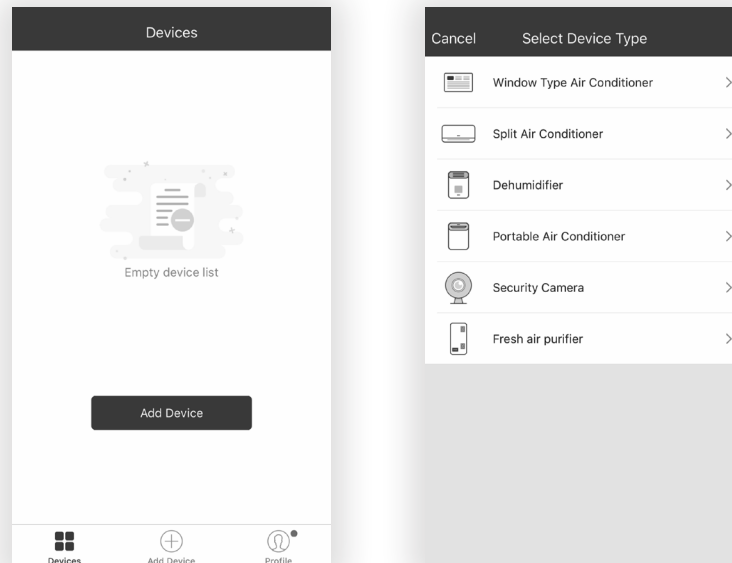 Devices
Empty device list
Add Device
Devices
Add Device
Profile
Cancel
Select Device Type
Window Type Air Conditioner
Split Air Conditioner
Dehumidifier
Portable Air Conditioner
Security Camera
Fresh air purifier